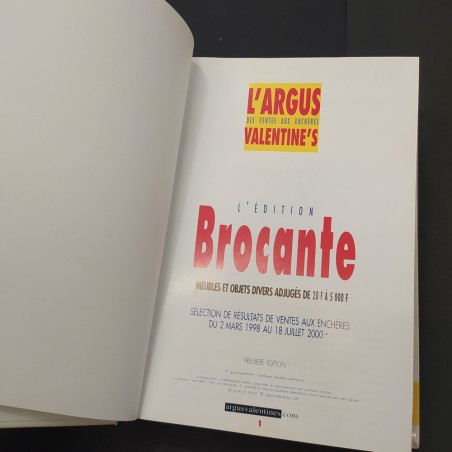 L'ARGUS
DES VENTES AUX ENCHÈRES
VALENTINE'S
L'ÉDITION
Brocante
MEUBLES ET OBJETS DIVERS ADJUGÉS DE 20 F À 5 000 F
SÉLECTION DE RÉSULTATS DE VENTES AUX ENCHÈRES
DU 2 MARS 1998 AU 18 JUILLET 2000
PREMIÈRE ÉDITION
argusvalentines.com
1